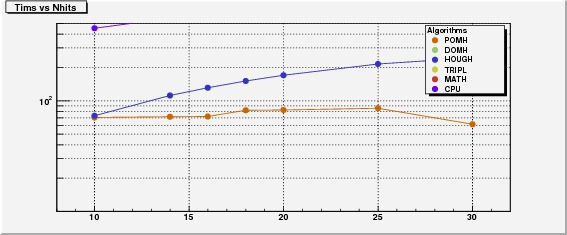 Tims vs Nhits
Algorithms
POMH
DOMH
HOUGH
TRIPL
MATH
CPU
10²
10
15
20
25
30